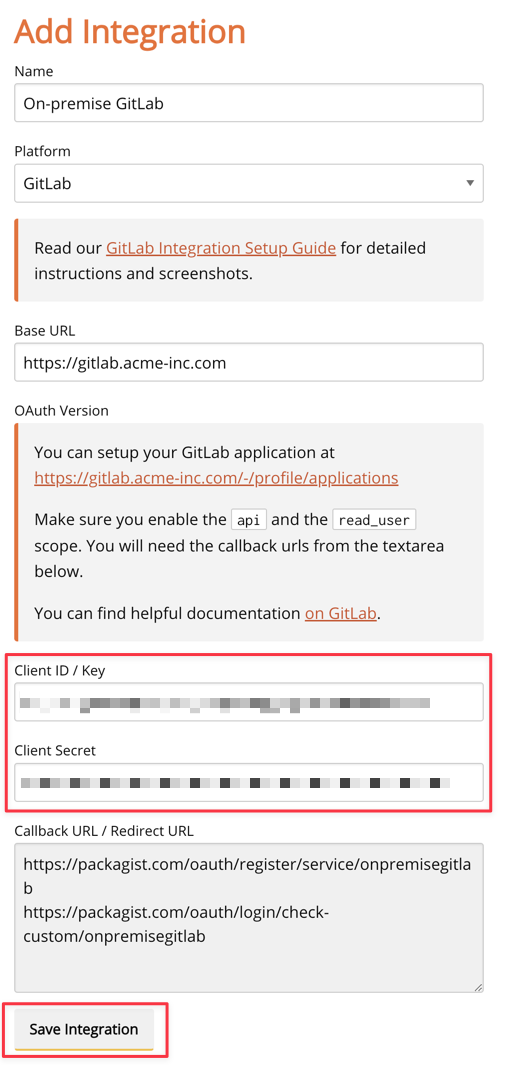 Add Integration
Name
On-premise GitLab
Platform
GitLab
Read our GitLab Integration Setup Guide for detailed
instructions and screenshots.
Base URL
https://gitlab.acme-inc.com
OAuth Version
You can setup your GitLab application at
https://gitlab.acme-inc.com/-/profile/applications
Make sure you enable the api and the read_user
scope. You will need the callback urls from the textarea
below.
You can find helpful documentation on GitLab.
Client ID / Key
Client Secret
Callback URL / Redirect URL
https://packagist.com/oauth/register/service/onpremisegitla
b
https://packagist.com/oauth/login/check-
custom/onpremisegitlab
Save Integration